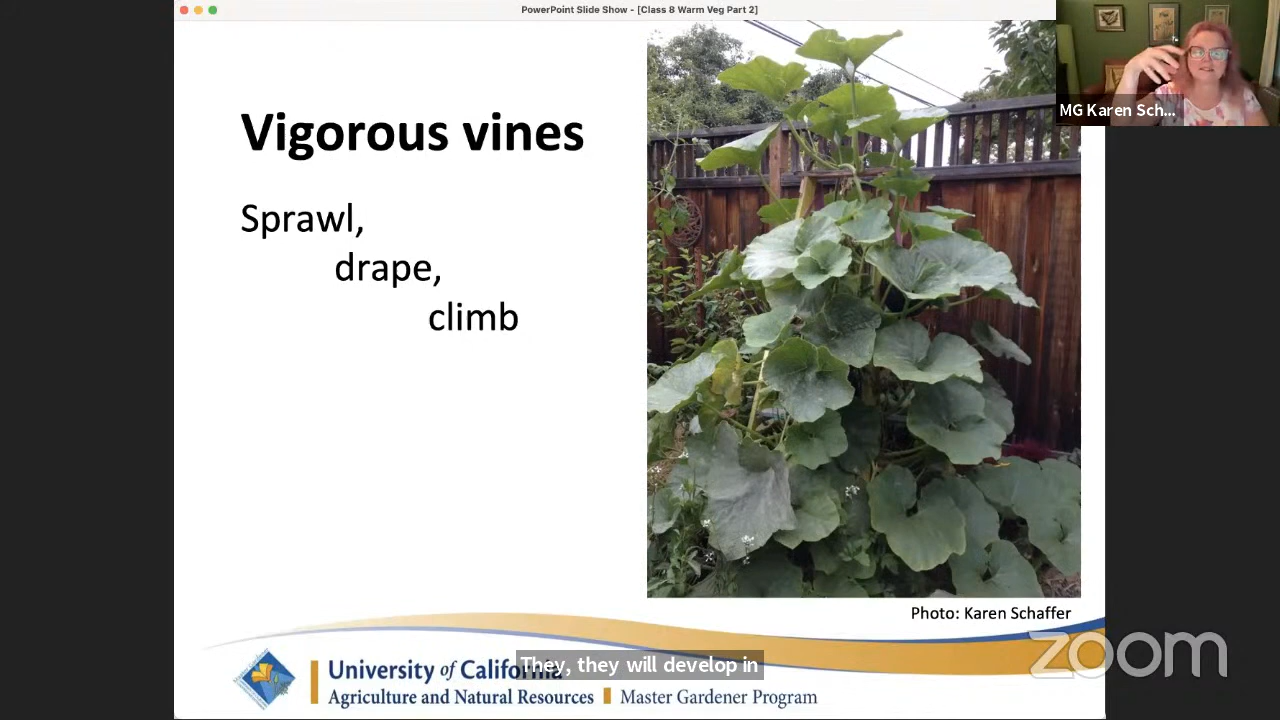 PowerPoint Slide Show - [Class 8 Warm Veg Part 2]
MG Karen Sch...
Vigorous vines
Sprawl,
drape,
climb
Photo: Karen Schaffer
zoom
They, they will develop in
University of California
Agriculture and Natural Resources
Master Gardener Program